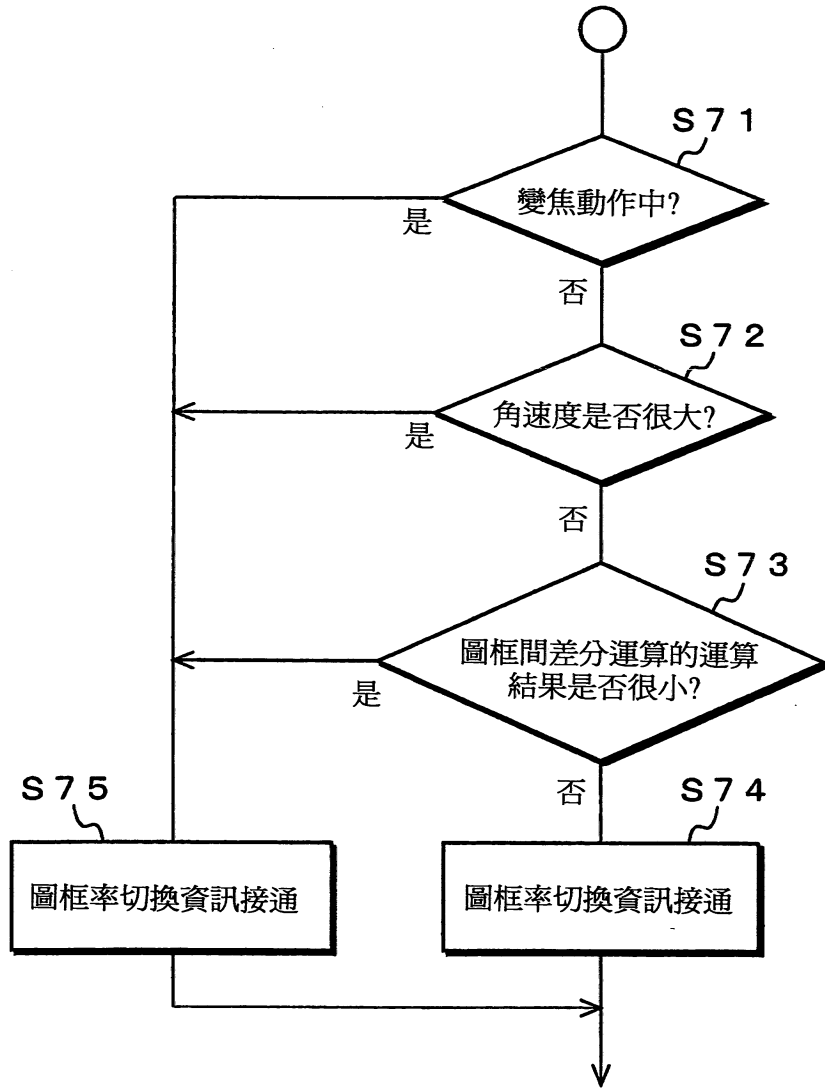 S71
變焦動作中?
是
否
S72
角速度是否很大?
是
否
S73
圖框間差分運算的運算
結果是否很小?
是
否
S75
S74
圖框率切換資訊接通
圖框率切換資訊接通